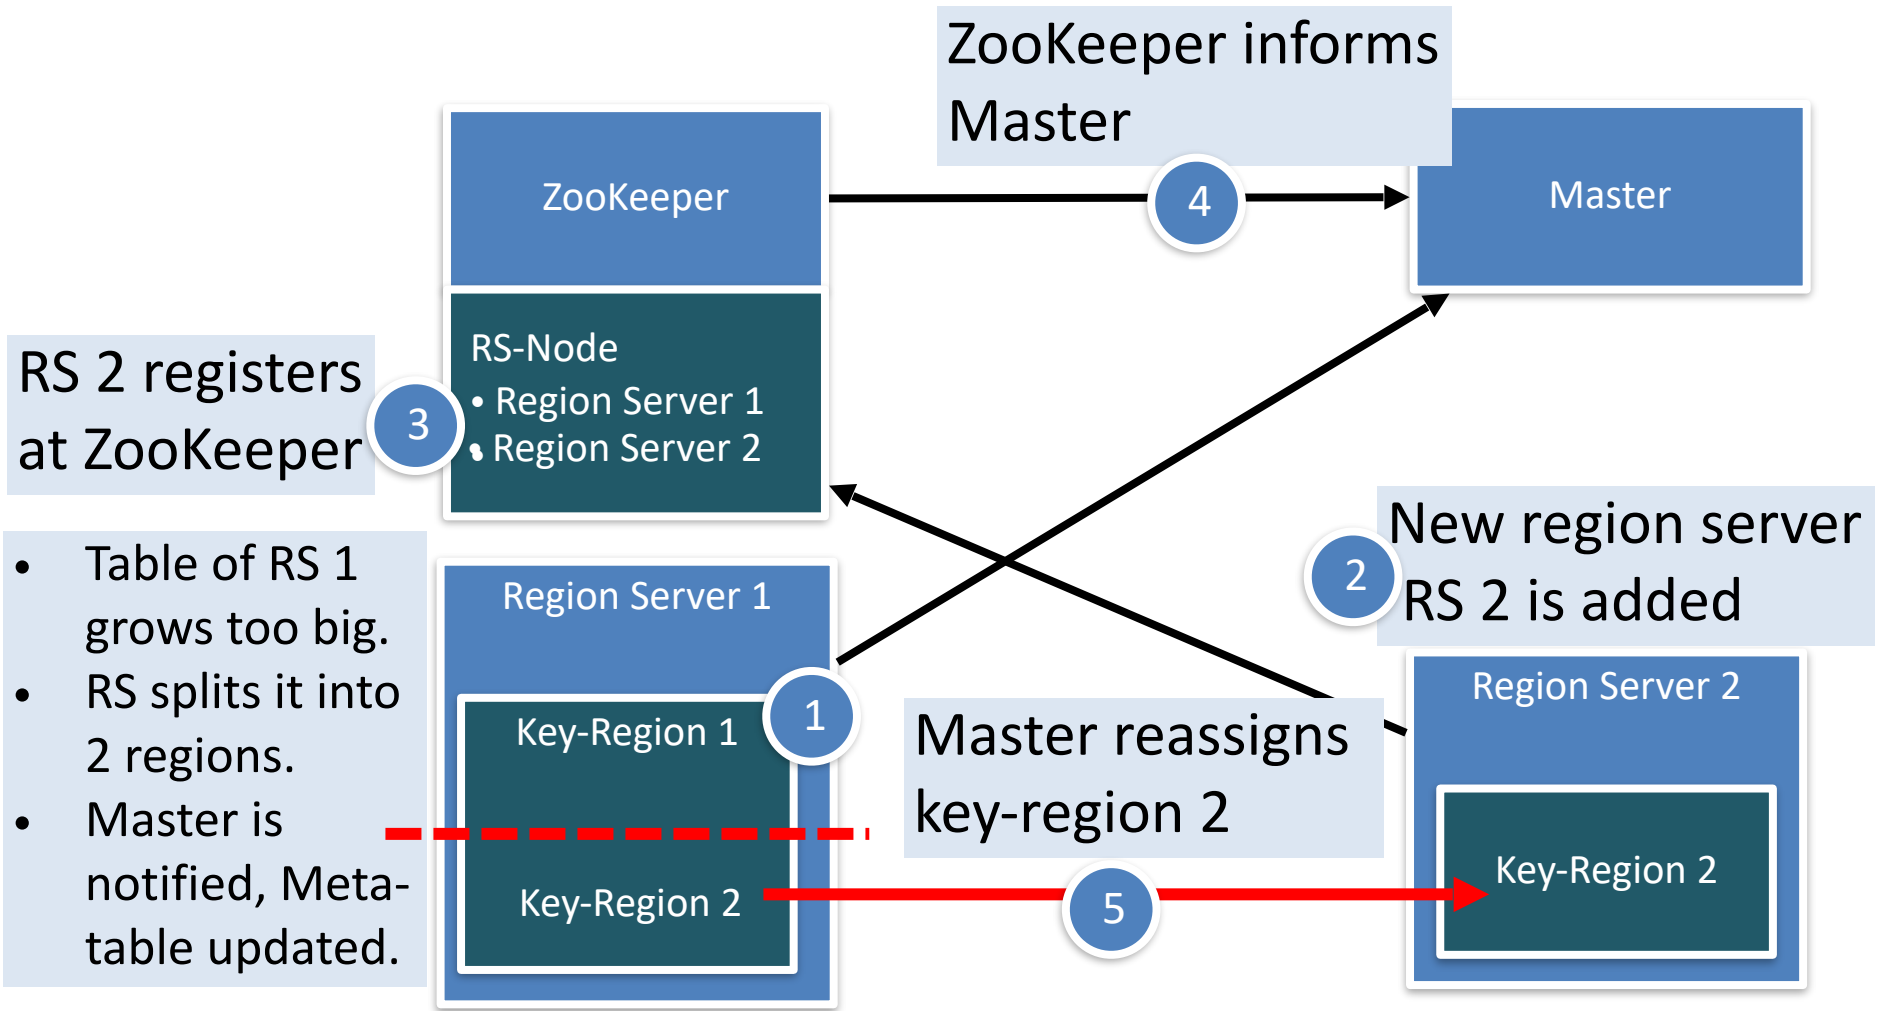 ZooKeeper informs
Master
ZooKeeper
4
Master
RS-Node
• Region Server 1
• Region Server 2
RS 2 registers
at ZooKeeper
3
New region server
RS 2 is added
2
• Table of RS 1
grows too big.
• RS splits it into
2 regions.
• Master is
notified, Meta-
table updated.
Region Server 1
Key-Region 1
1
Key-Region 2
Master reassigns
key-region 2
5
Region Server 2
Key-Region 2